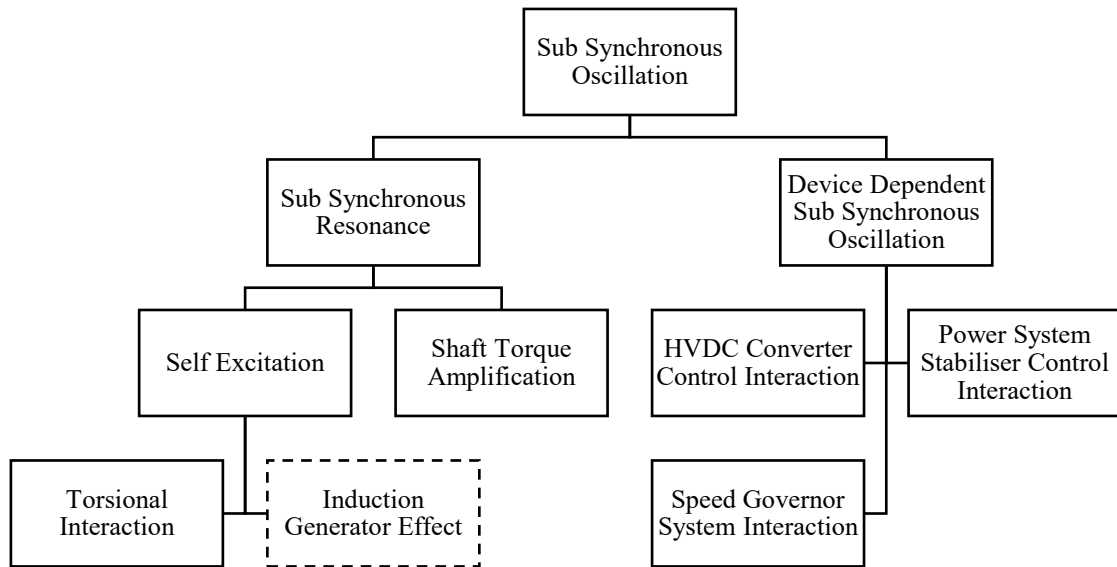 Sub Synchronous
Oscillation
Sub Synchronous
Resonance
Device Dependent
Sub Synchronous
Oscillation
Self Excitation
Shaft Torque
Amplification
HVDC Converter
Control Interaction
Power System
Stabiliser Control
Interaction
Torsional
Interaction
Induction
Generator Effect
Speed Governor
System Interaction